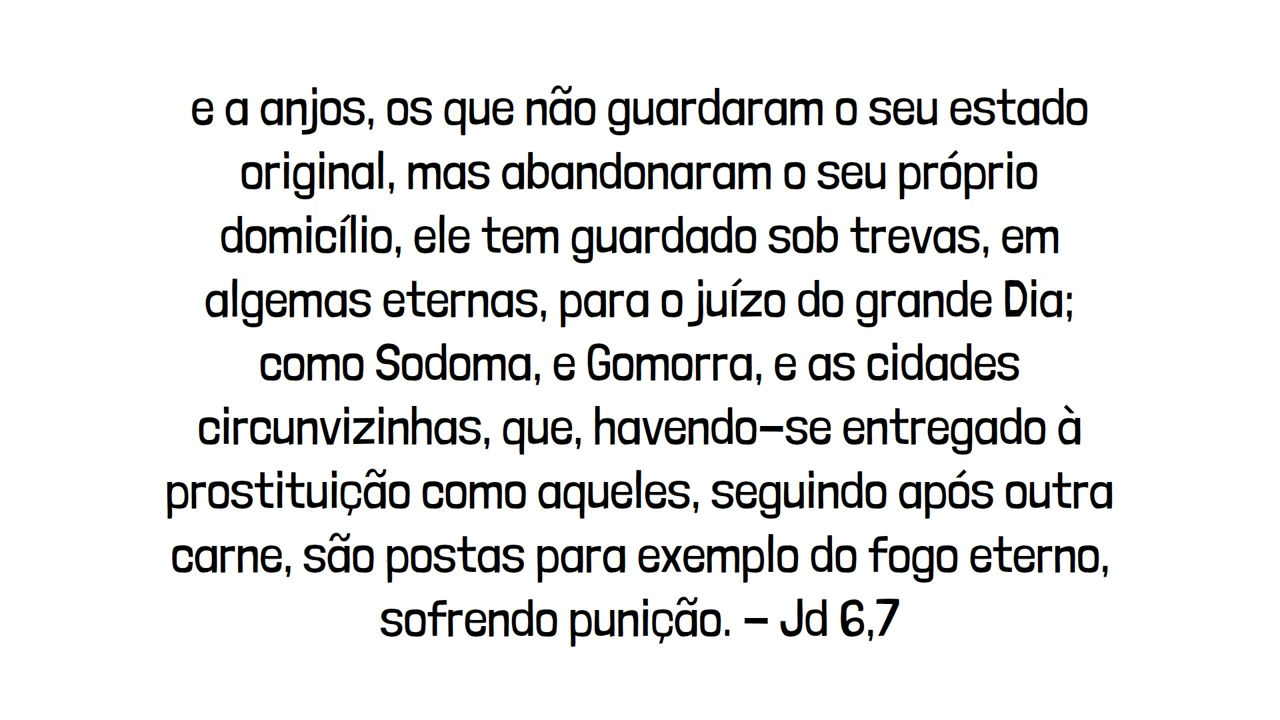 e a anjos, os que não guardaram o seu estado
original, mas abandonaram o seu próprio
domicílio, ele tem guardado sob trevas, em
algemas eternas, para o juízo do grande Dia;
como Sodoma, e Gomorra, e as cidades
circunvizinhas, que, havendo-se entregado à
prostituição como aqueles, seguindo após outra
carne, são postas para exemplo do fogo eterno,
sofrendo punição. - Jd 6,7